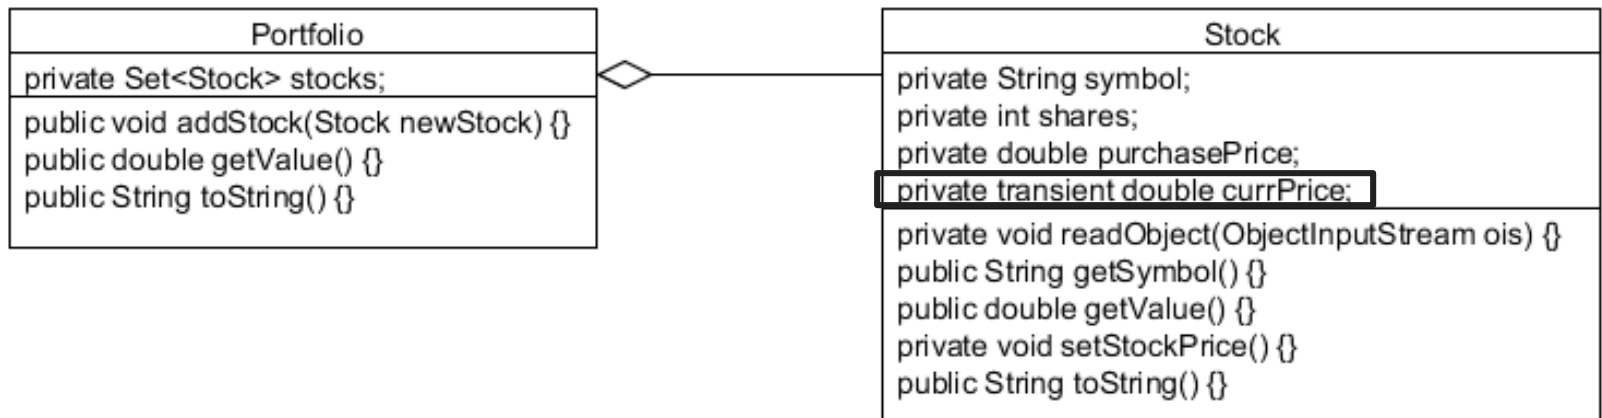 Portfolio
private Set<Stock> stocks;
public void addStock(Stock newStock) {}
public double getValue() {}
public String toString() {}
Stock
private String symbol;
private int shares;
private double purchasePrice;
private transient double currPrice;
private void readObject(ObjectInputStream ois) {}
public String getSymbol() {}
public double getValue() {}
private void setStockPrice() {}
public String toString() {}